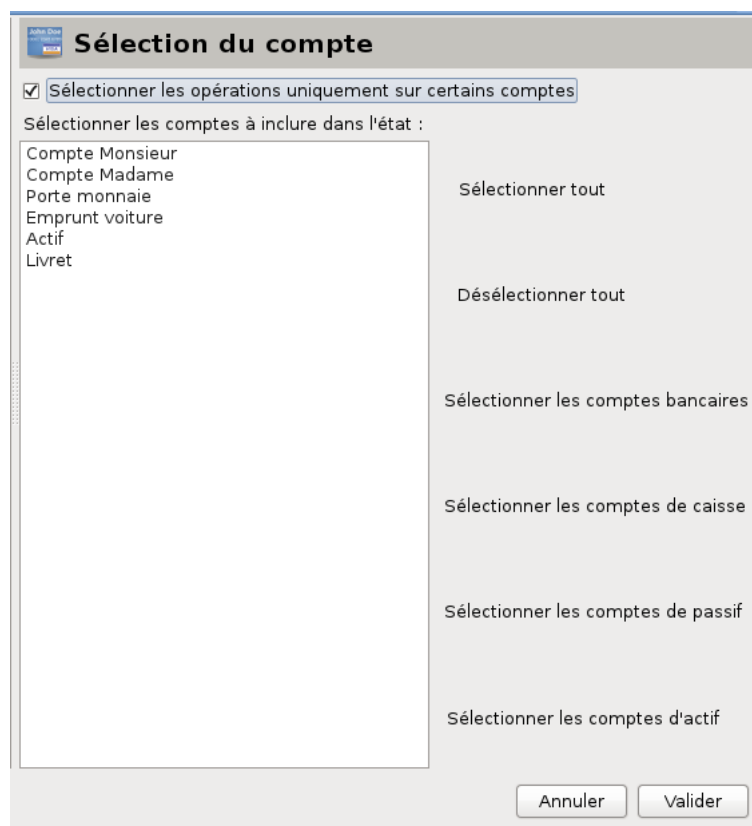 Sélection du compte
Sélectionner les opérations uniquement sur certains comptes
Sélectionner les comptes à inclure dans l'état :
Compte Monsieur
Compte Madame
Porte monnaie
Emprunt voiture
Actif
Livret
Sélectionner tout
Désélectionner tout
Sélectionner les comptes bancaires
Sélectionner les comptes de caisse
Sélectionner les comptes de passif
Sélectionner les comptes d'actif
Annuler
Valider